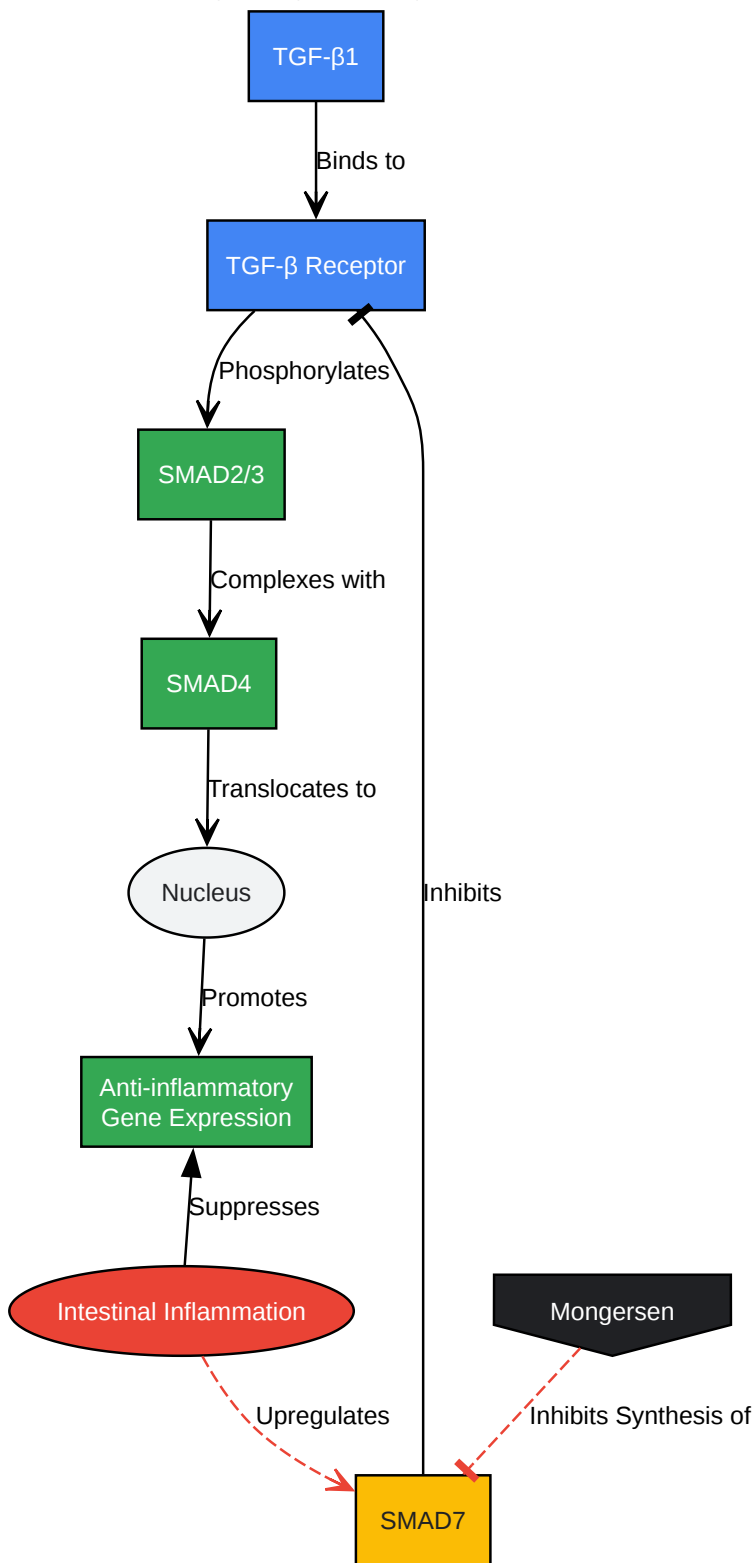 TGF-β1
Binds to
TGF-β Receptor
Phosphorylates
SMAD2/3
Complexes with
SMAD4
Translocates to
Nucleus
Inhibits
Promotes
Anti-inflammatory
Gene Expression
Suppresses
Intestinal Inflammation
Mongersen
Upregulates
Inhibits Synthesis of
SMAD7